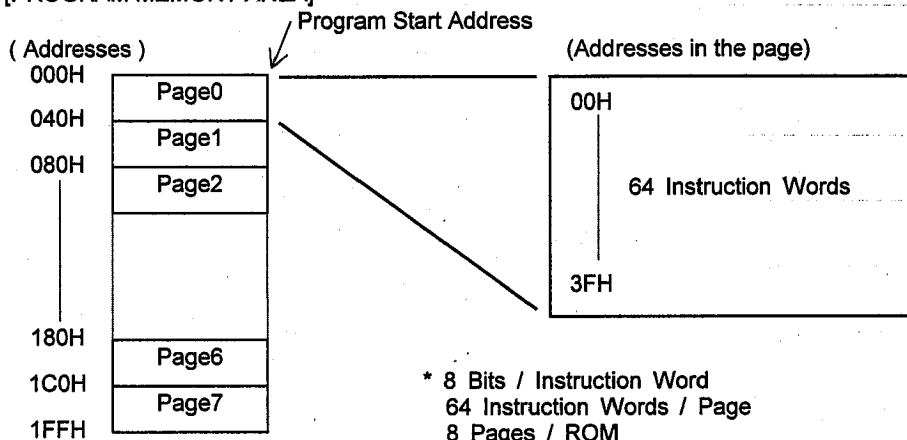 [PROGRAM MEMORY AREA]
Program Start Address
( Addresses )
(Addresses in the page)
000H
Page0
00H
040H
Page1
080H
Page2
64 Instruction Words
3FH
180H
Page6
1C0H
Page7
1FFH
* 8 Bits / Instruction Word
64 Instruction Words / Page
8 Pages / ROM